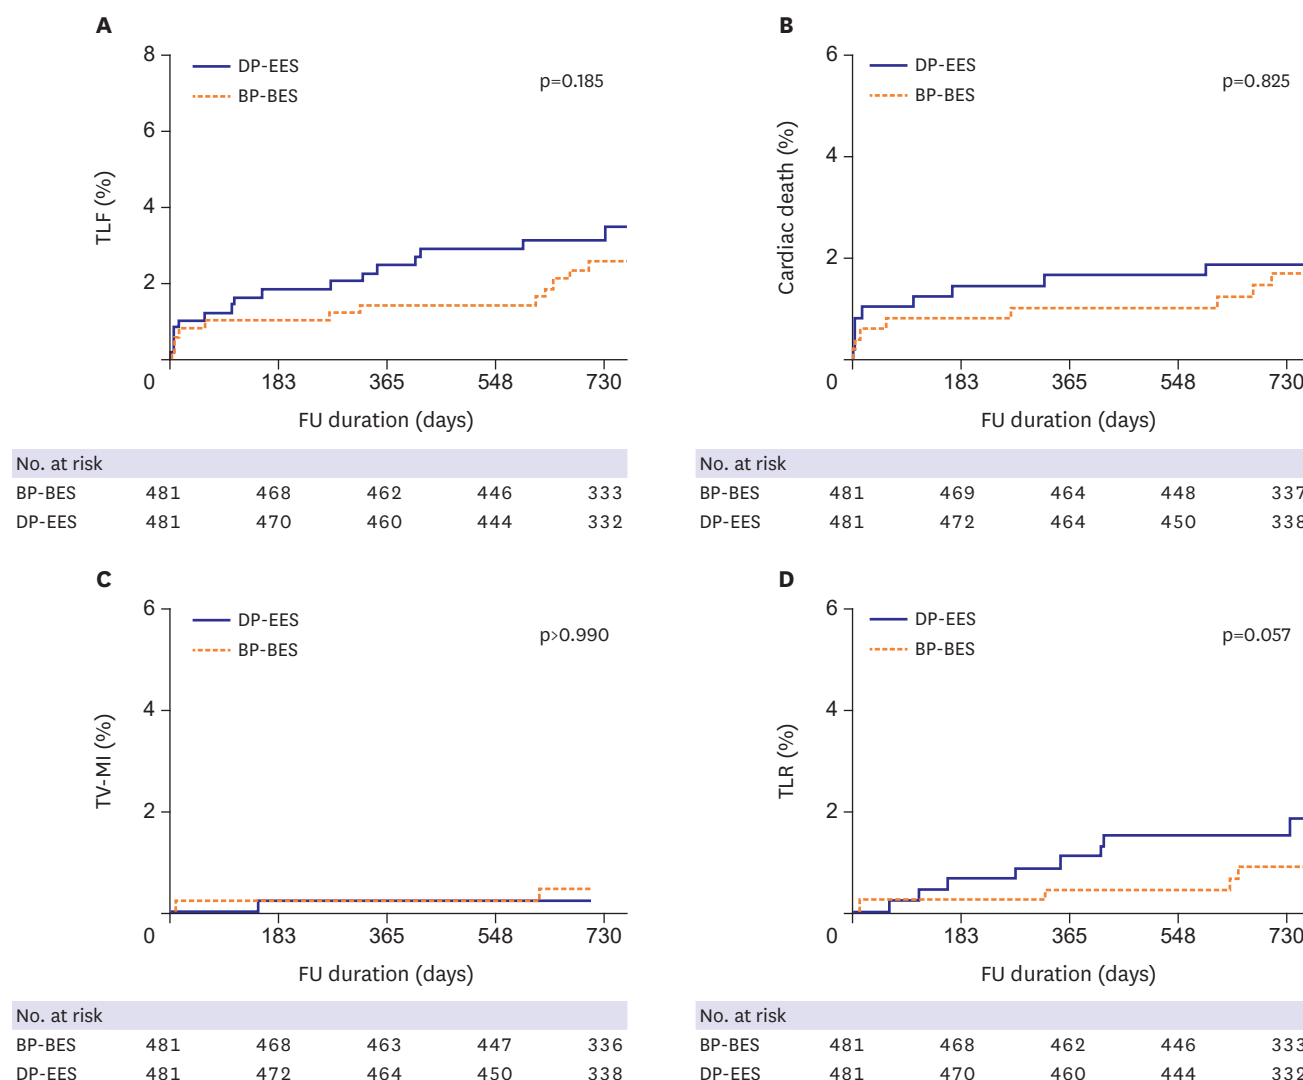 A
8
6
4
2
0
TLF (%)
DP-EES
BP-BES
p=0.185
183 365 548 730
FU duration (days)
No. at risk
BP-BES 481 468 462 446 333
DP-EES 481 470 460 444 332
B
6
4
2
0
Cardiac death (%)
DP-EES
BP-BES
p=0.825
183 365 548 730
FU duration (days)
No. at risk
BP-BES 481 469 464 448 337
DP-EES 481 472 464 450 338
C
6
4
2
0
TV-MI (%)
DP-EES
BP-BES
p>0.990
183 365 548 730
FU duration (days)
No. at risk
BP-BES 481 468 463 447 336
DP-EES 481 472 464 450 338
D
6
4
2
0
TLR (%)
DP-EES
BP-BES
p=0.057
183 365 548 730
FU duration (days)
No. at risk
BP-BES 481 468 462 446 333
DP-EES 481 470 460 444 332